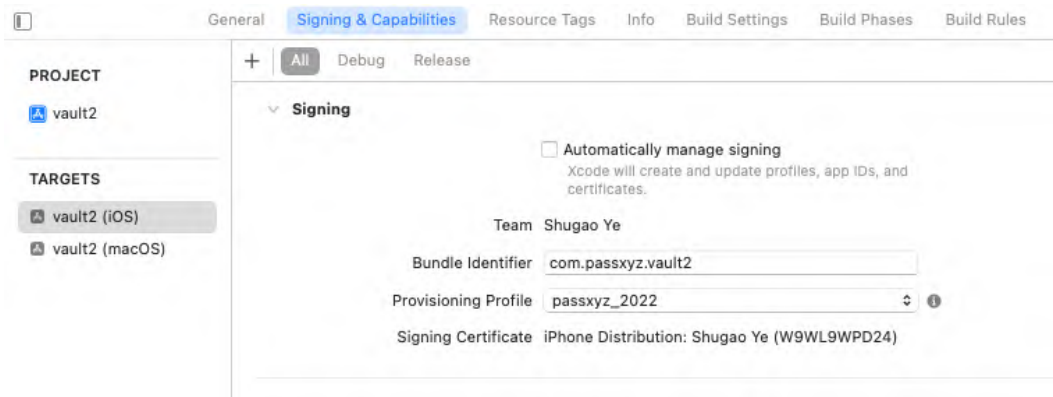 General Signing & Capabilities Resource Tags Info Build Settings Build Phases Build Rules
PROJECT
vault2
TARGETS
vault2 (iOS)
vault2 (macOS)
+ All Debug Release
Signing
Automatically manage signing
Xcode will create and update profiles, app IDs, and
certificates.
Team Shugao Ye
Bundle Identifier com.passxyz.vault2
Provisioning Profile passxyz_2022
Signing Certificate iPhone Distribution: Shugao Ye (W9WL9WPD24)